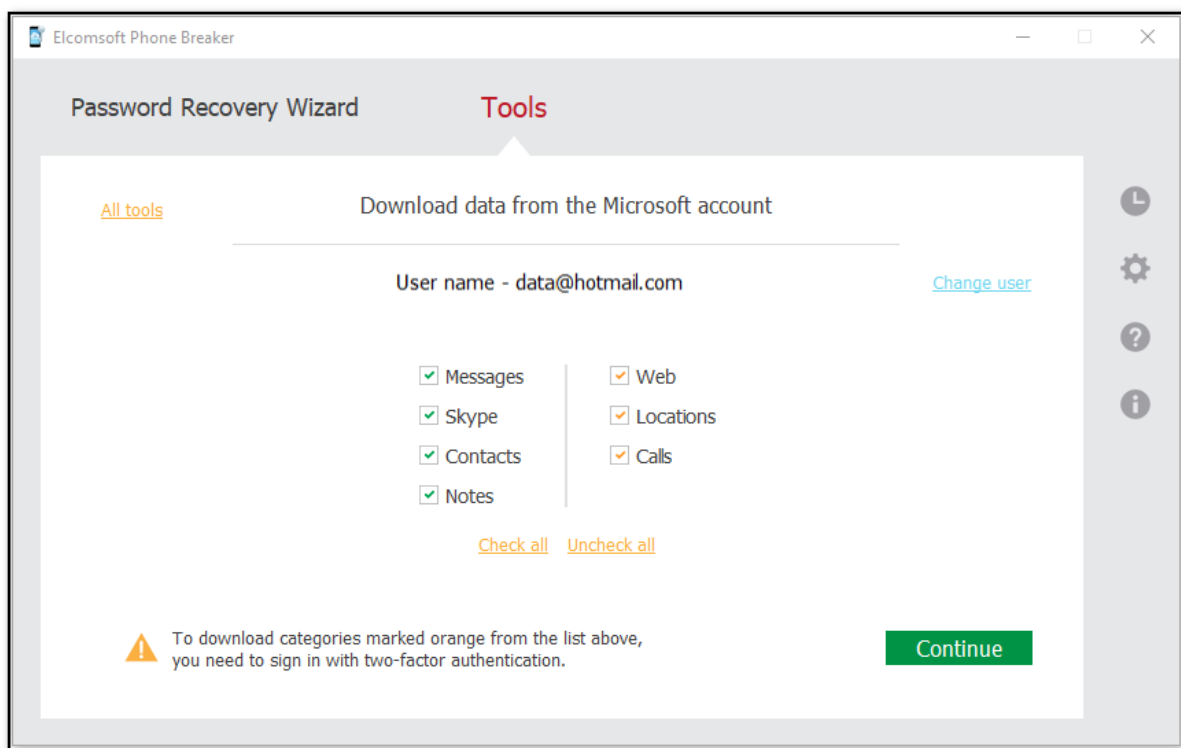 Elcomsoft Phone Breaker
Password Recovery Wizard
Tools
All tools
Download data from the Microsoft account
User name - data@hotmail.com
Change user
Messages
Web
Skype
Locations
Contacts
Calls
Notes
Check all
Uncheck all
To download categories marked orange from the list above,
you need to sign in with two-factor authentication.
Continue